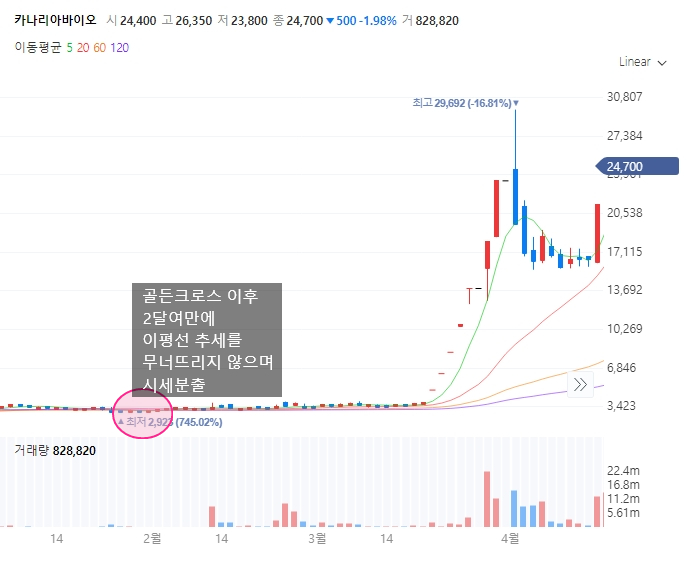 카나리아바이오 시 24,400 고 26,350 저 23,800 종 24,700 ▼500 -1.98% 거 828,820
이동평균 5 20 60 120
Linear
최고 29,692 (-16.81%)▼
30,807
27,384
24,700
20,538
17,115
13,692
10,269
6,846
3,423
골든크로스 이후
2달여만에
이평선 추세를
무너뜨리지 않으며
시세분출
▲최저 2,923 (745.02%)
거래량 828,820
22.4m
16.8m
11.2m
5.61m
14 2월 14 3월 14 4월